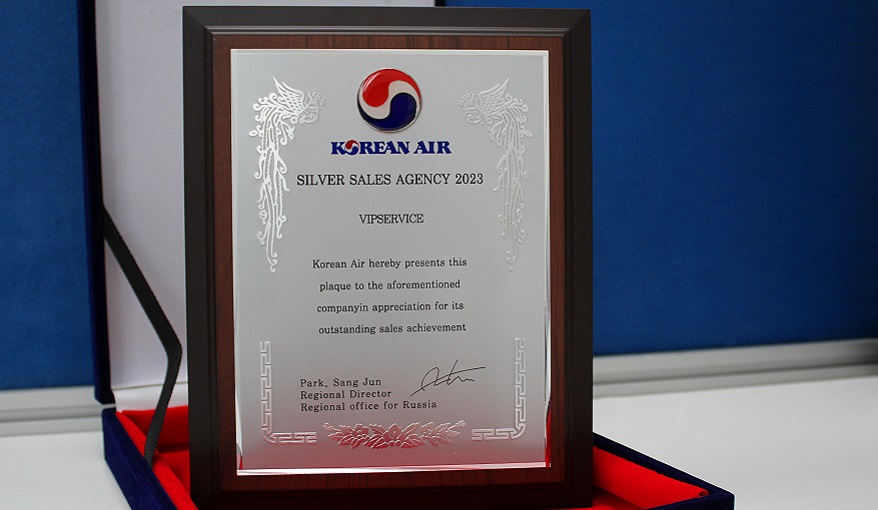 KOREAN AIR
SILVER SALES AGENCY 2023
VIPSERVICE
Korean Air hereby presents this
plaque to the aforementioned
companyin appreciation for its
outstanding sales achievement
Park, Sang Jun
Regional Director
Regional office for Russia